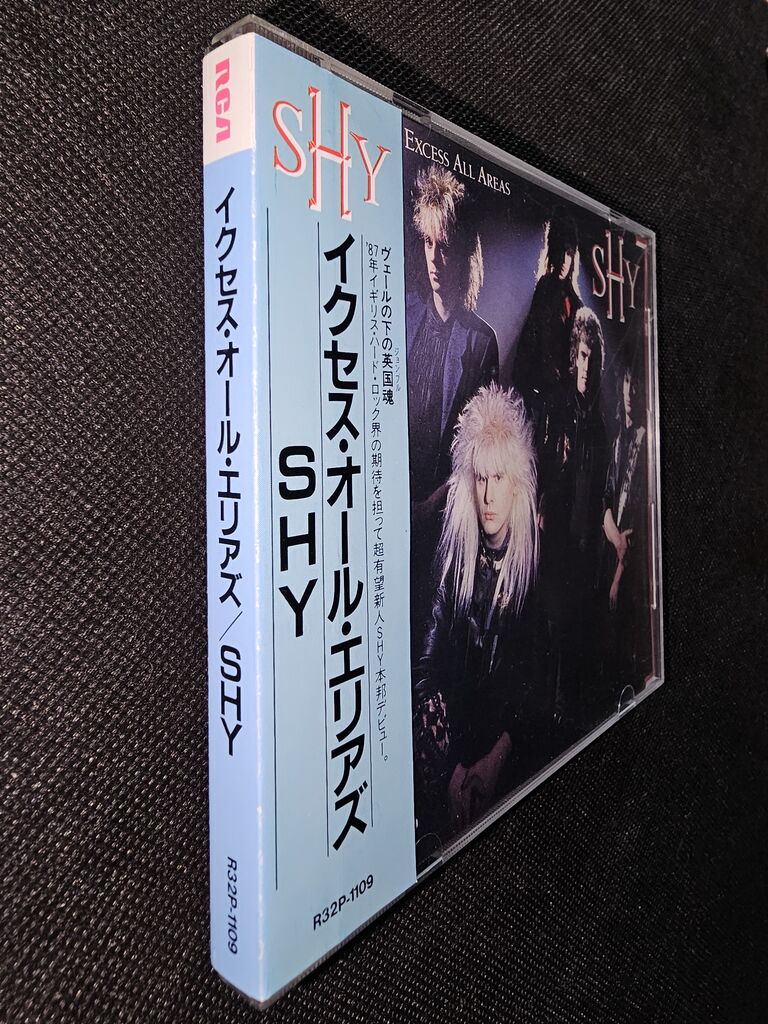 RCA
イクセス・オール・エリアズ/SHY
R32P-1109
SHY
ヴェールの下の英国魂
ジョンブル
'87年イギリス・ハード・ロック界の期待を担って超有望新人SHY本邦デビュー。
イクセス・オール・エリアズ
SHY
R32P-1109
EXCESS ALL AREAS
SHY